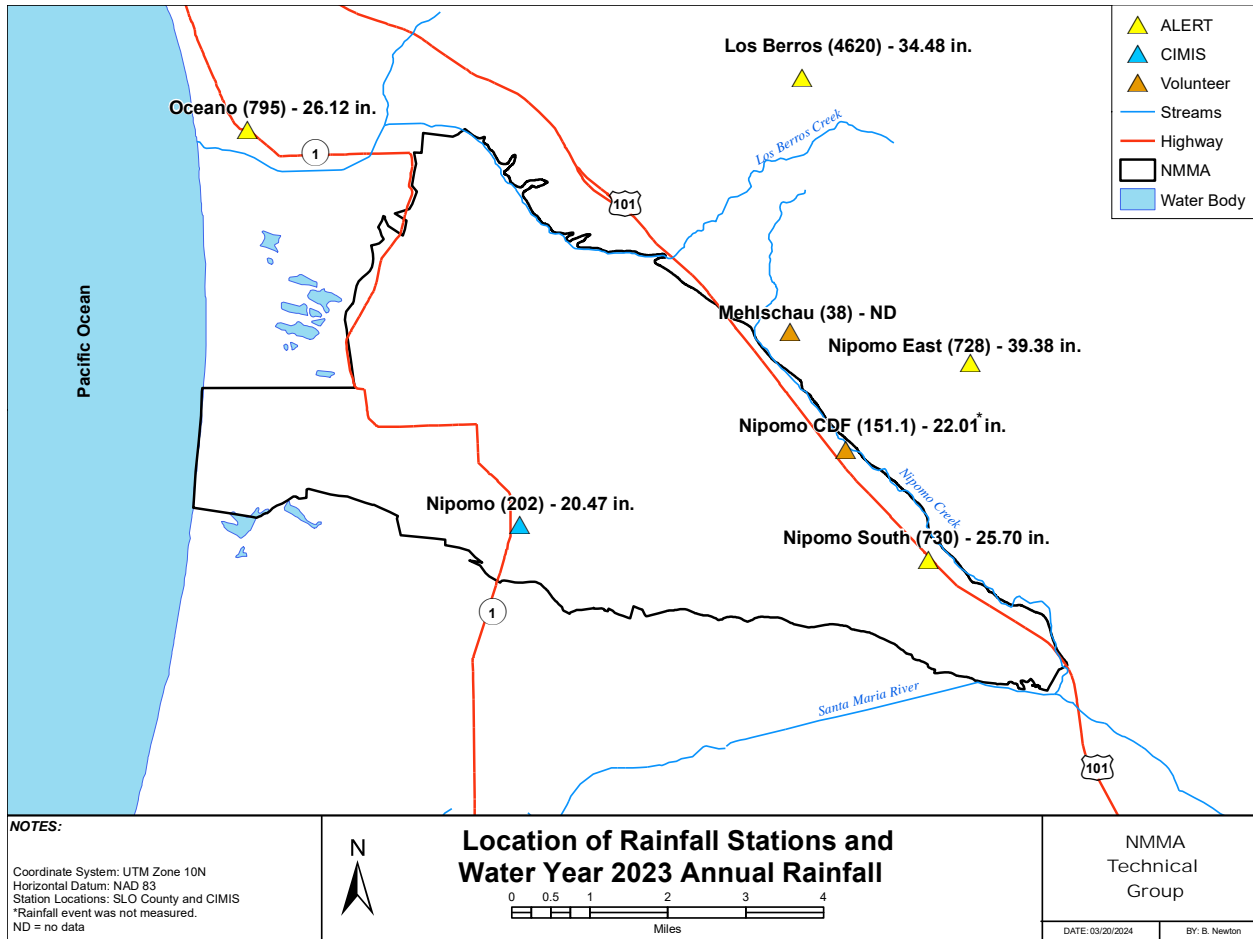 Los Berros (4620) - 34.48 in.
Oceano (795) - 26.12 in.
1
Los Berros Creek
101
Pacific Ocean
Mehlschau (38) - ND
Nipomo East (728) - 39.38 in.
Nipomo CDF (151.1) - 22.01* in.
Nipomo Creek
Nipomo (202) - 20.47 in.
Nipomo South (730) - 25.70 in.
1
Santa Maria River
101
ALERT
CIMIS
Volunteer
Streams
Highway
NMMA
Water Body
NOTES:
Coordinate System: UTM Zone 10N
Horizontal Datum: NAD 83
Station Locations: SLO County and CIMIS
*Rainfall event was not measured.
ND = no data
N
Location of Rainfall Stations and
Water Year 2023 Annual Rainfall
0 0.5 1 2 3 4
Miles
NMMA
Technical
Group
DATE: 03/20/2024
BY: B. Newton